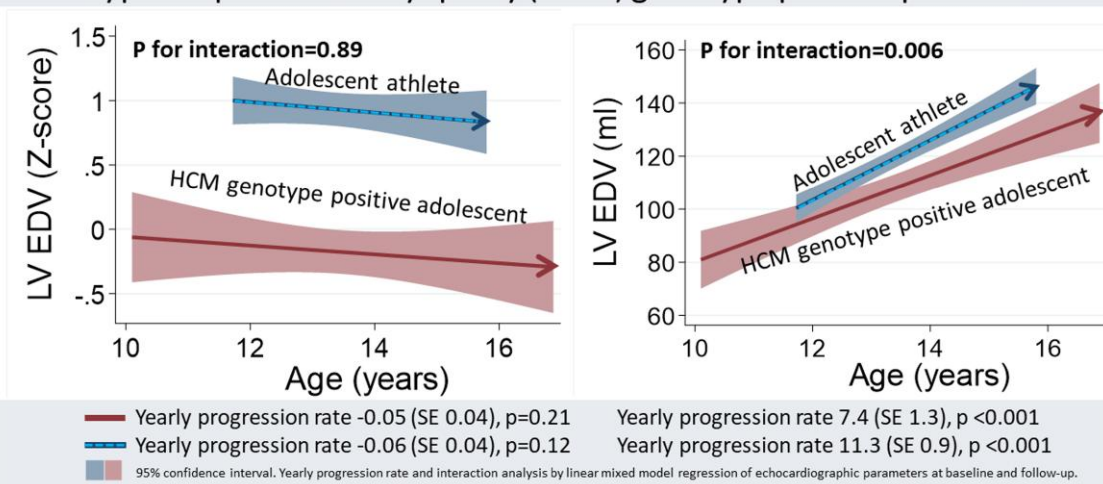 P for interaction=0.89
Adolescent athlete
HCM genotype positive adolescent
LV EDV (Z-score)
1.5
1
.5
0
-.5
10
12
14
16
Age (years)
P for interaction=0.006
Adolescent athlete
HCM genotype positive adolescent
LV EDV (ml)
160
140
120
100
80
60
10
12
14
16
Age (years)
Yearly progression rate -0.05 (SE 0.04), p=0.21 Yearly progression rate 7.4 (SE 1.3), p <0.001
Yearly progression rate -0.06 (SE 0.04), p=0.12 Yearly progression rate 11.3 (SE 0.9), p <0.001
95% confidence interval. Yearly progression rate and interaction analysis by linear mixed model regression of echocardiographic parameters at baseline and follow-up.